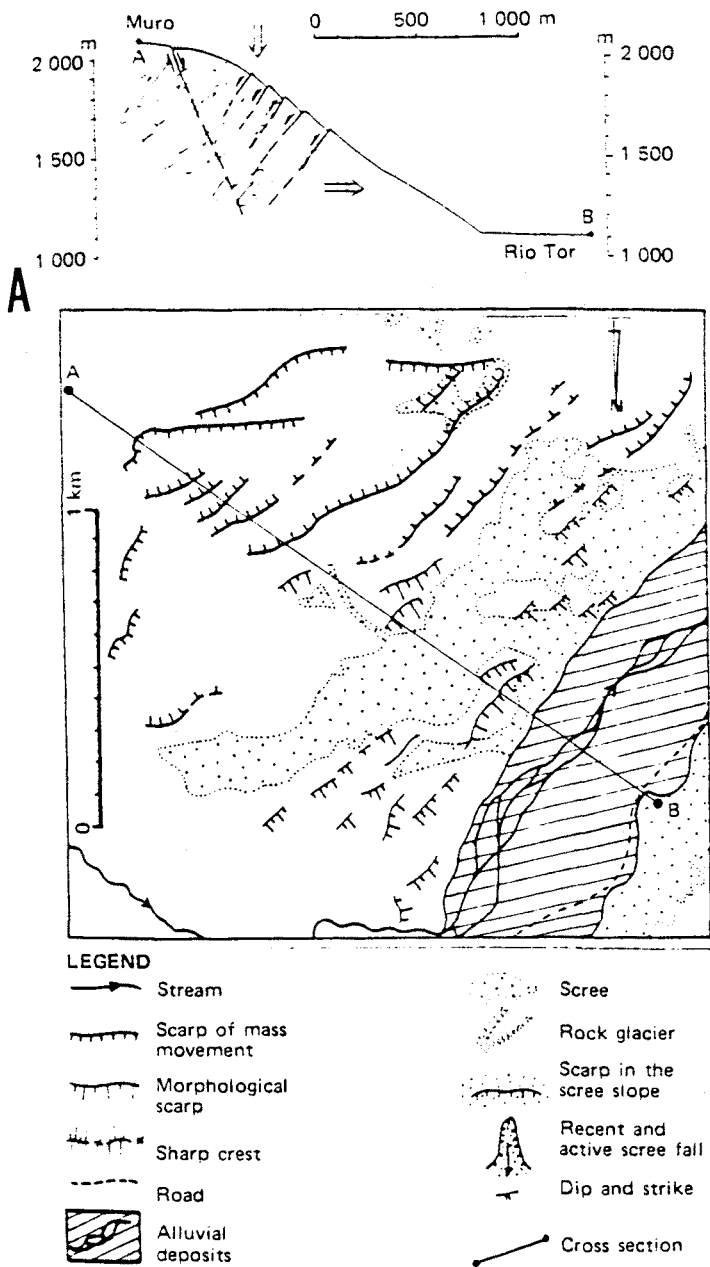 Muro
A
0 500 1 000 m
m
2 000
1 500
1 000
m
2 000
1 500
1 000
B
Rio Tor
A
A
1 km
0
B
LEGEND
Stream
Scarp of mass
movement
Morphological
scarp
Sharp crest
Road
Alluvial
deposits
Scree
Rock glacier
Scarp in the
scree slope
Recent and
active scree fall
Dip and strike
Cross section